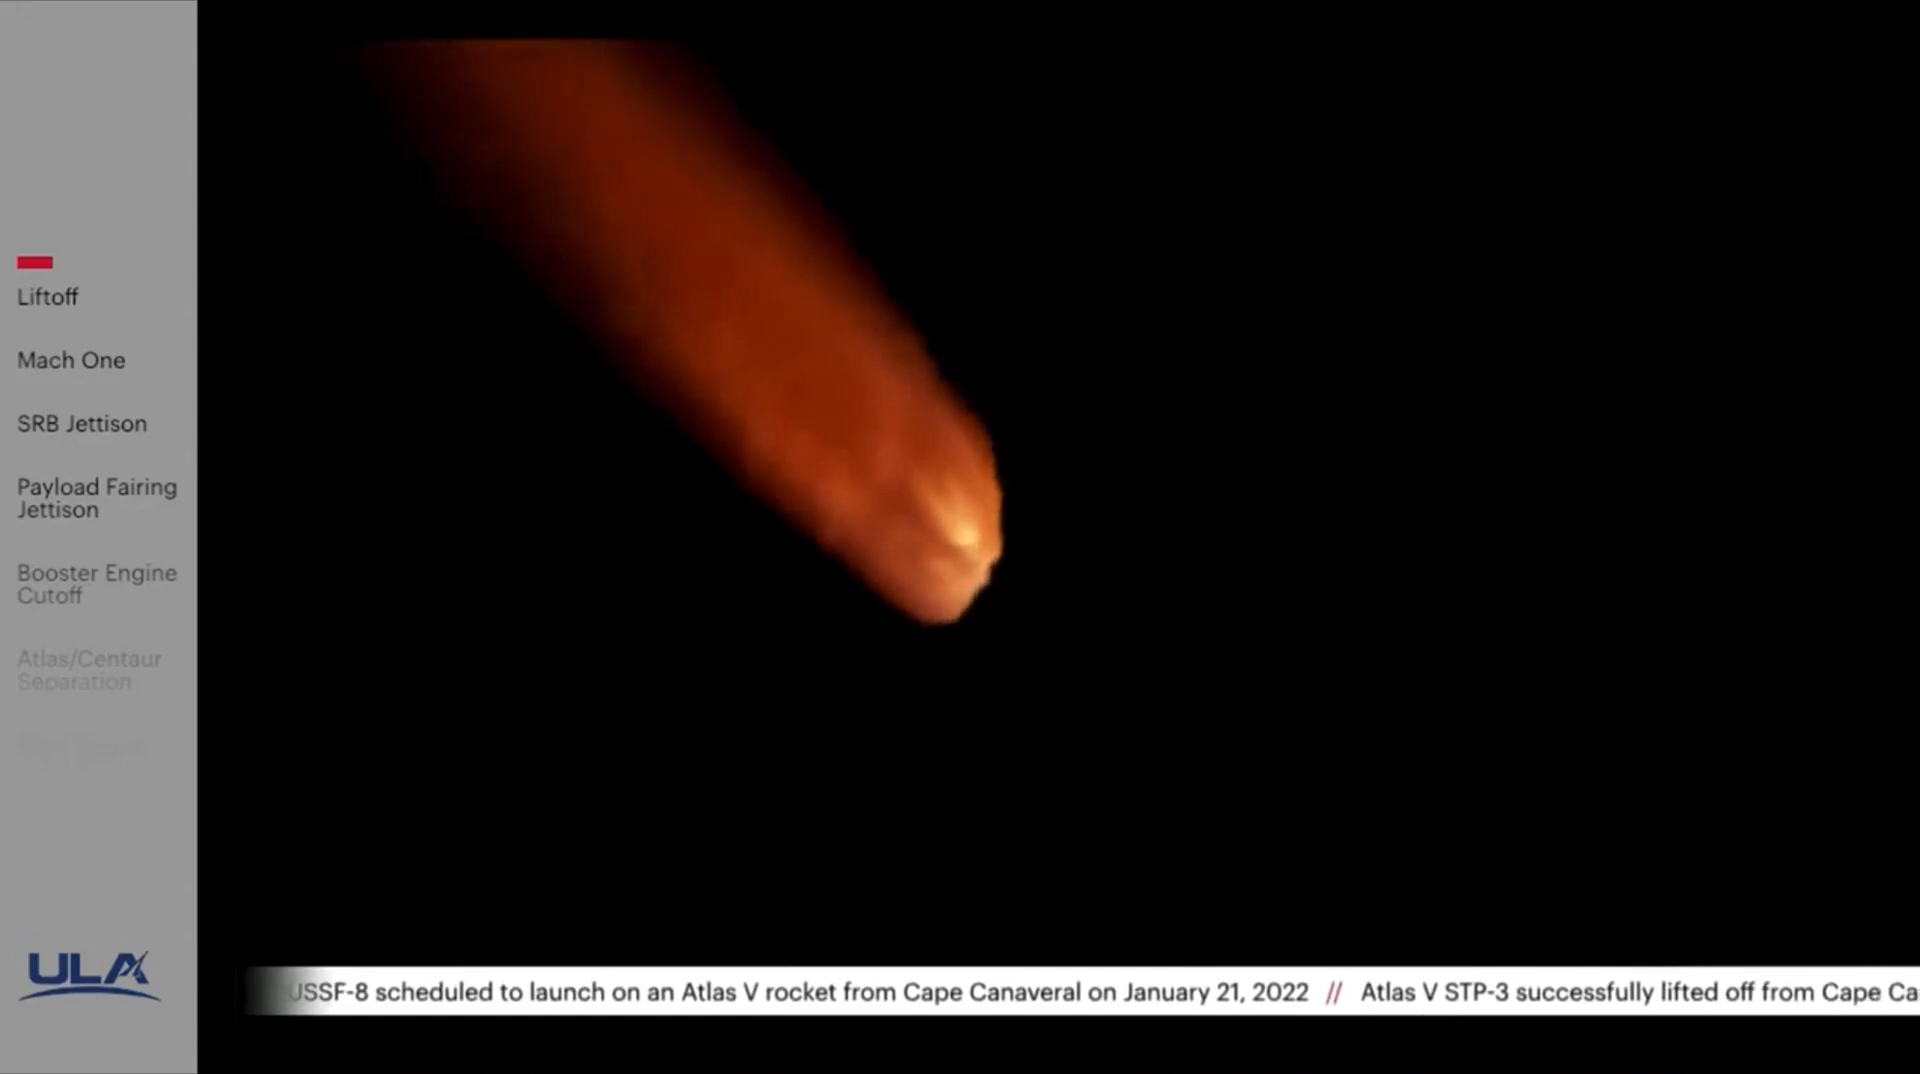 Liftoff
Mach One
SRB Jettison
Payload Fairing
Jettison
Booster Engine
Cutoff
Atlas/Centaur
Separation
ULA
USSF-8 scheduled to launch on an Atlas V rocket from Cape Canaveral on January 21, 2022 // Atlas V STP-3 successfully lifted off from Cape Ca